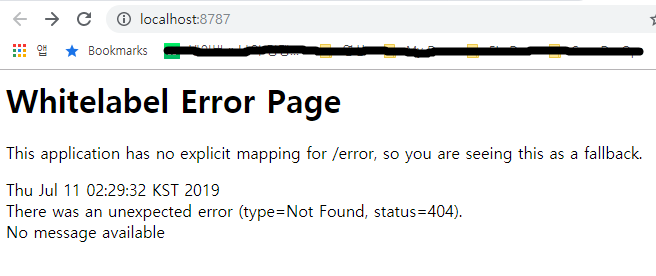 localhost:8787
앱 Bookmarks
Whitelabel Error Page
This application has no explicit mapping for /error, so you are seeing this as a fallback.
Thu Jul 11 02:29:32 KST 2019
There was an unexpected error (type=Not Found, status=404).
No message available